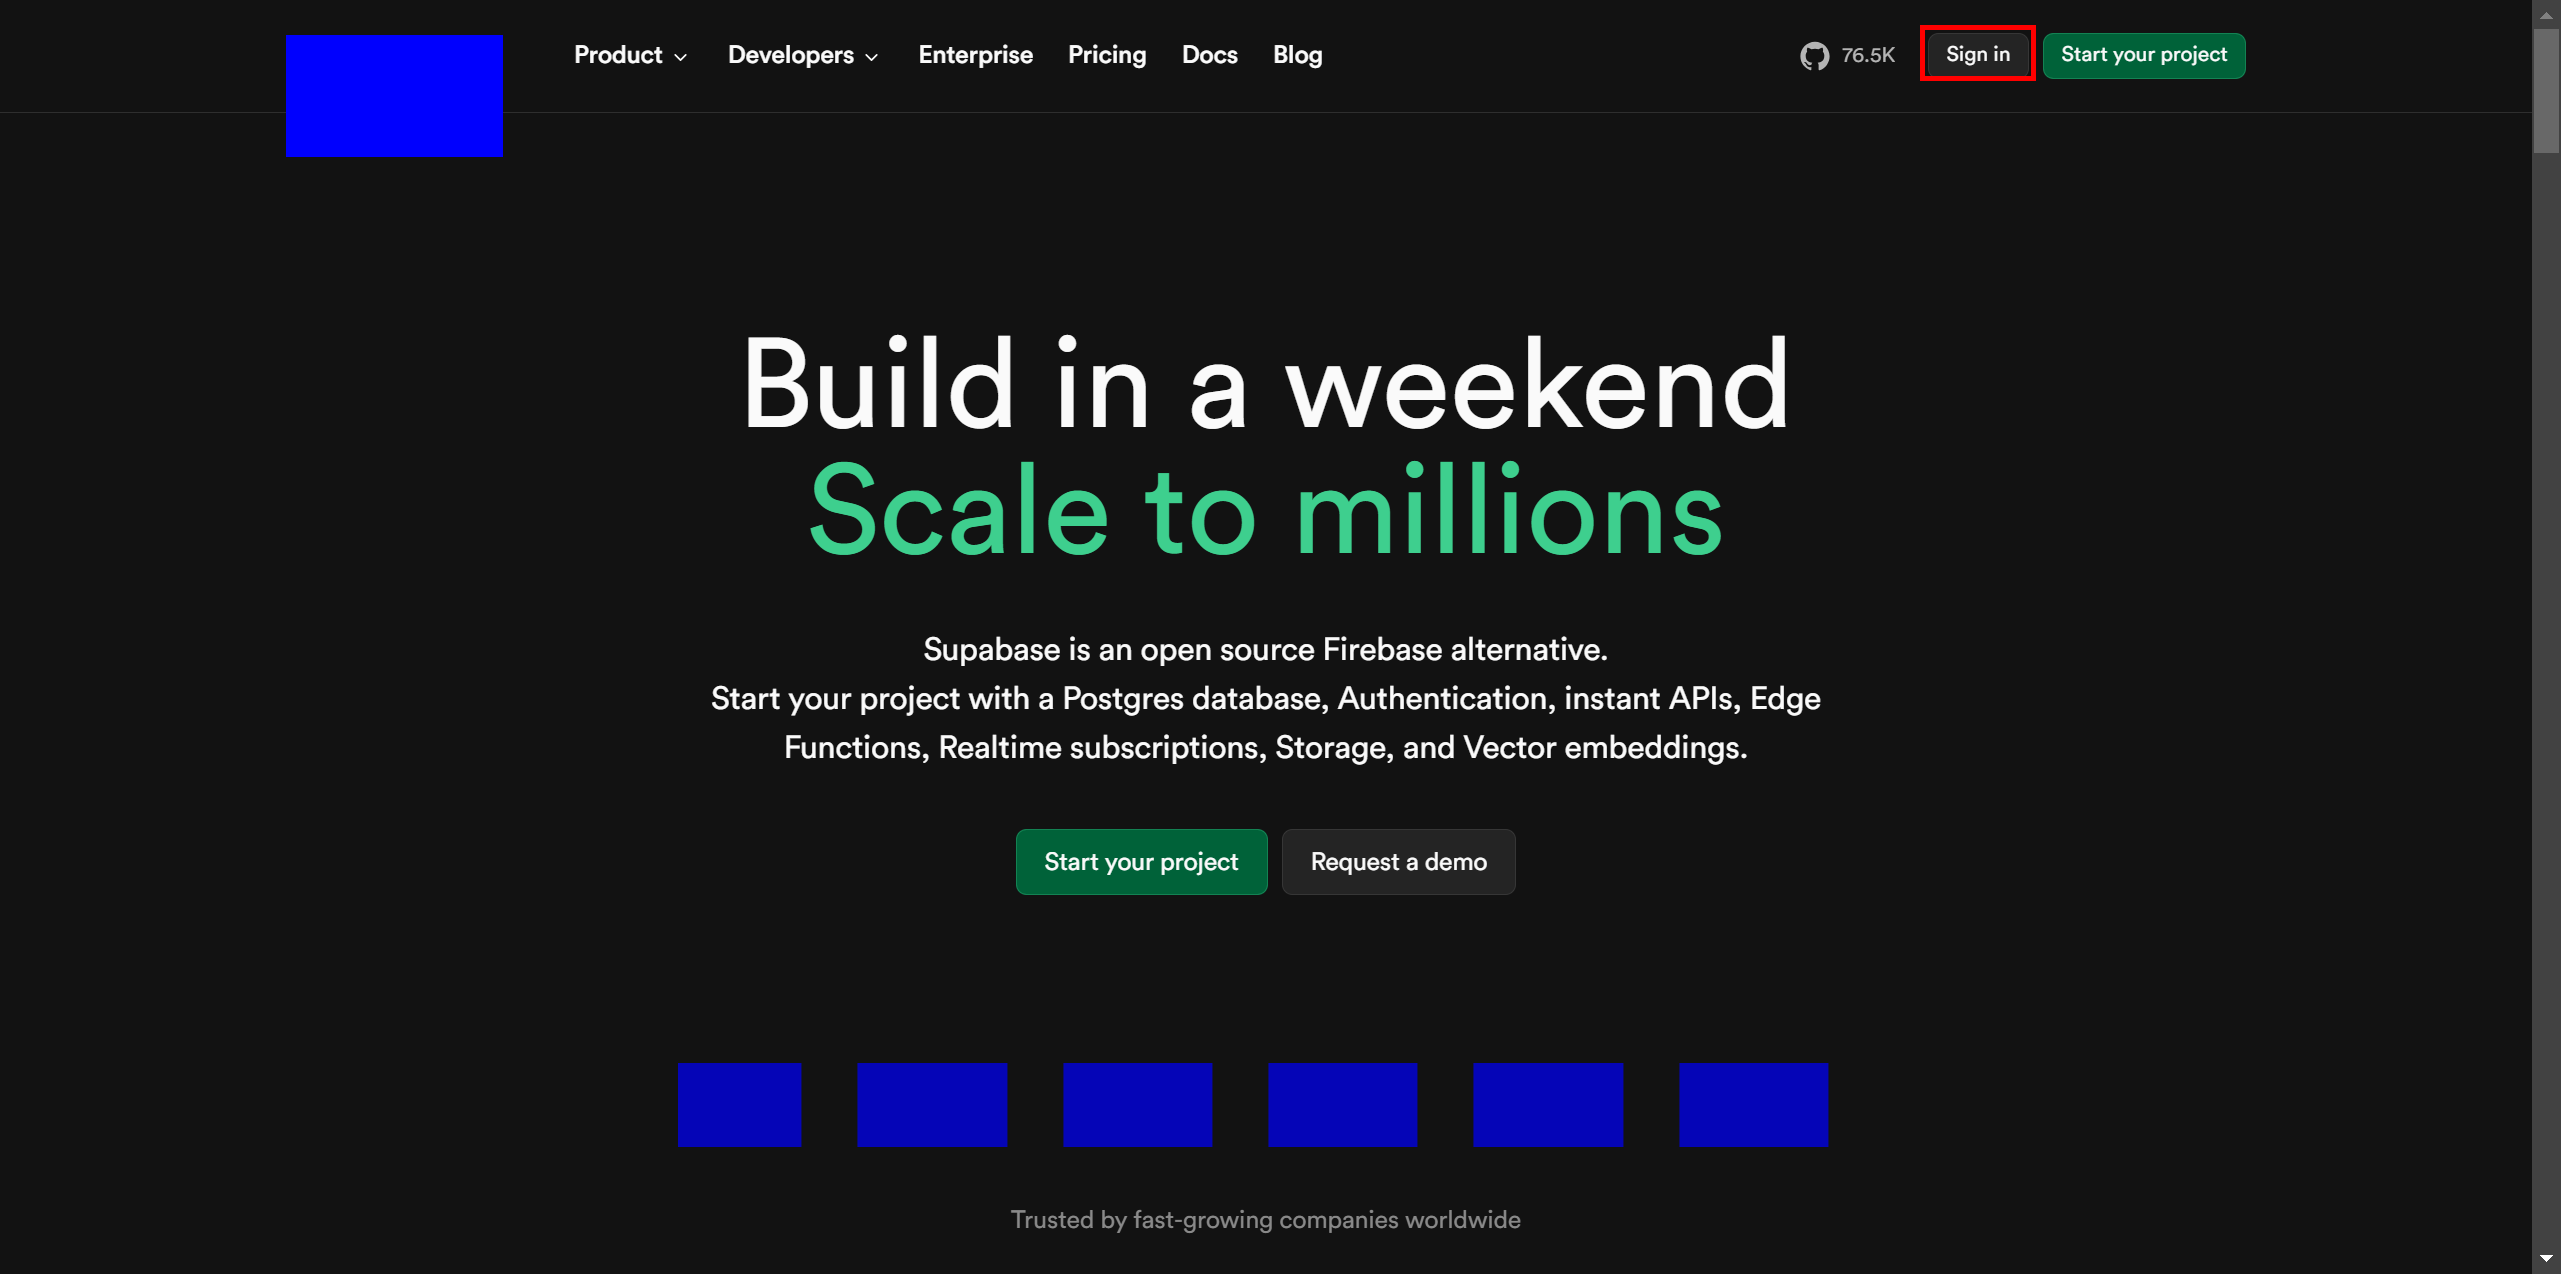 Product Developers Enterprise Pricing Docs Blog 76.5K Sign in Start your project
Build in a weekend
Scale to millions
Supabase is an open source Firebase alternative.
Start your project with a Postgres database, Authentication, instant APIs, Edge
Functions, Realtime subscriptions, Storage, and Vector embeddings.
Start your project Request a demo
Trusted by fast-growing companies worldwide